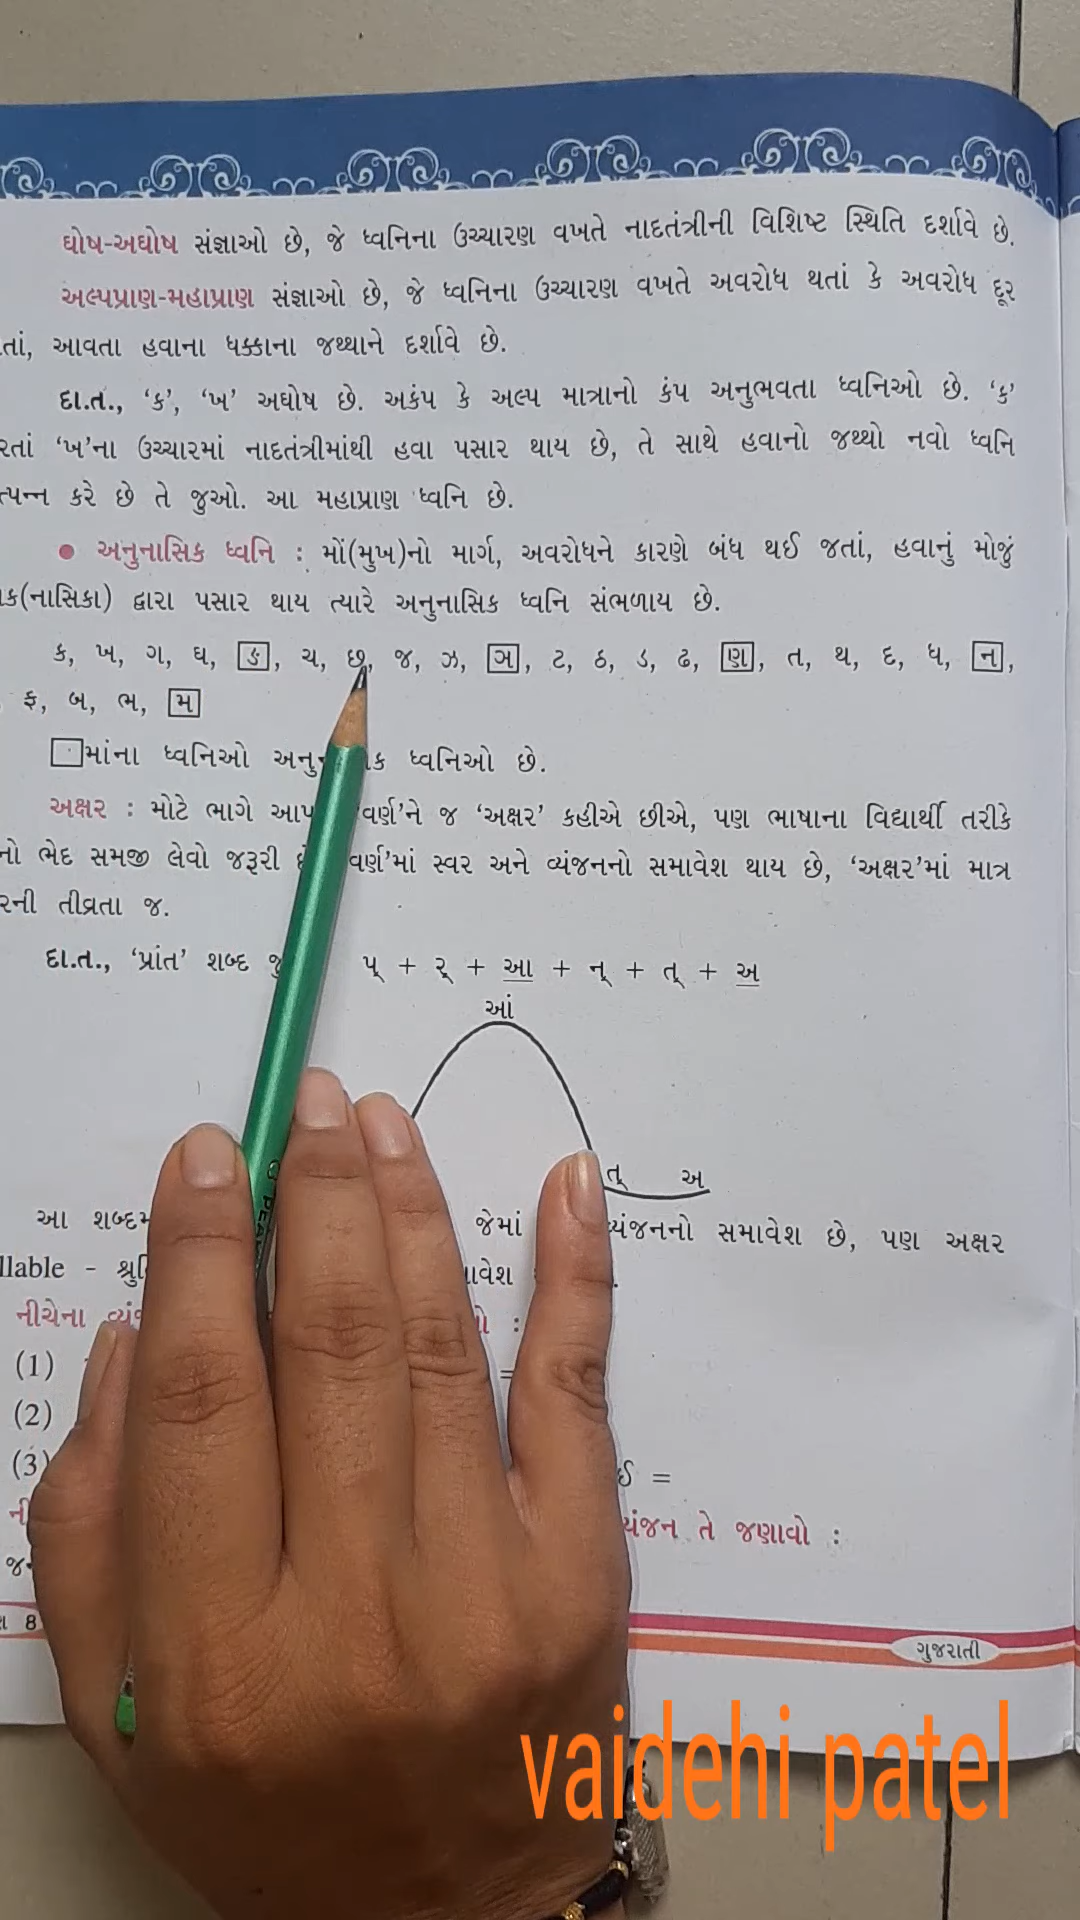 ઘોષ-અઘોષ સંજ્ઞાઓ છે, જે ધ્વનિના ઉચ્ચારણ વખતે નાદતંત્રીની વિશિષ્ટ સ્થિતિ દર્શાવે છે.
અલ્પપ્રાણ-મહાપ્રાણ સંજ્ઞાઓ છે, જે ધ્વનિના ઉચ્ચારણ વખતે અવરોધ થતાં કે અવરોધ દૂર
તાં, આવતા હવાના ધક્કાના જથ્થાને દર્શાવે છે.
દા.ત., ‘ક’, ‘ખ’ અઘોષ છે. અકંપ કે અલ્પ માત્રાનો કંપ અનુભવતા ધ્વનિઓ છે. ‘ક’
રતાં ‘ખ’ના ઉચ્ચારમાં નાદતંત્રીમાંથી હવા પસાર થાય છે, તે સાથે હવાનો જથ્થો નવો ધ્વનિ
ત્પન્ન કરે છે તે જુઓ. આ મહાપ્રાણ ધ્વનિ છે.
• અનુનાસિક ધ્વનિ : મોં(મુખ)નો માર્ગ, અવરોધને કારણે બંધ થઈ જતાં, હવાનું મોજું
ક(નાસિકા) દ્વારા પસાર થાય ત્યારે અનુનાસિક ધ્વનિ સંભળાય છે.
ક, ખ, ગ, ઘ, ઙ, ચ, છ, જ, ઝ, ઞ, ટ, ઠ, ડ, ઢ, ણ, ત, થ, દ, ધ, ન,
ફ, બ, ભ, મ
માંના ધ્વનિઓ ધ્વનિઓ છે.
અક્ષર : મોટે ભાગે ‘વર્ણ’ને જ ‘અક્ષર’ કહીએ છીએ, પણ ભાષાના વિદ્યાર્થી તરીકે
નો ભેદ સમજી લેવો જરૂરી વર્ણ’માં સ્વર અને વ્યંજનનો સમાવેશ થાય છે, ‘અક્ષર’માં માત્ર
રની તીવ્રતા જ.
દા.ત., ‘પ્રાંત’ શબ્દ પ્ + ર્ + આ + ન્ + ત્ + અ
આં
ત્ અ
આ શબ્દમ જેમાં વ્યંજનનો સમાવેશ છે, પણ અક્ષર
llable -
નીચેના :
(1) =
(2)
(3) ઈ =
વ્યંજન તે જણાવો :
8
ગુજરાતી
vaidehi patel